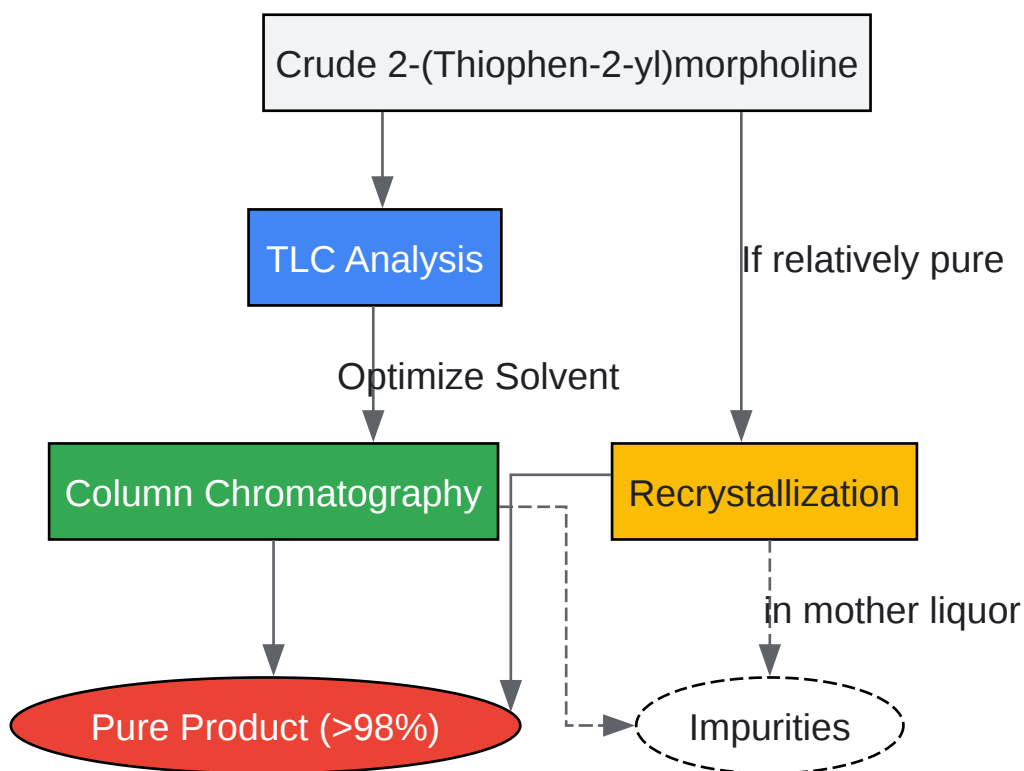 Crude 2-(Thiophen-2-yl)morpholine
TLC Analysis
If relatively pure
Optimize Solvent
Column Chromatography
Recrystallization
in mother liquor
Pure Product (>98%)
Impurities